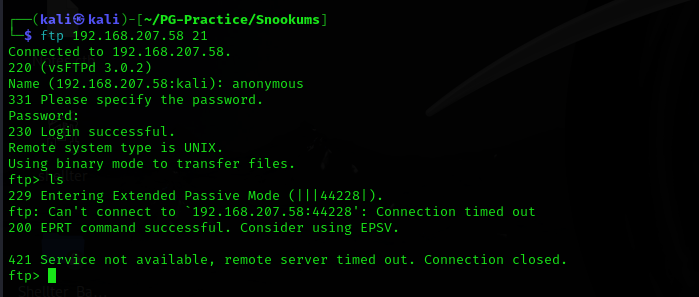 ┌──(kali㉿kali)-[~/PG-Practice/Snookums]
└─$ ftp 192.168.207.58 21
Connected to 192.168.207.58.
220 (vsFTPd 3.0.2)
Name (192.168.207.58:kali): anonymous
331 Please specify the password.
Password:
230 Login successful.
Remote system type is UNIX.
Using binary mode to transfer files.
ftp> ls
229 Entering Extended Passive Mode (|||44228|).
ftp: Can't connect to `192.168.207.58:44228': Connection timed out
200 EPRT command successful. Consider using EPSV.
421 Service not available, remote server timed out. Connection closed.
ftp>